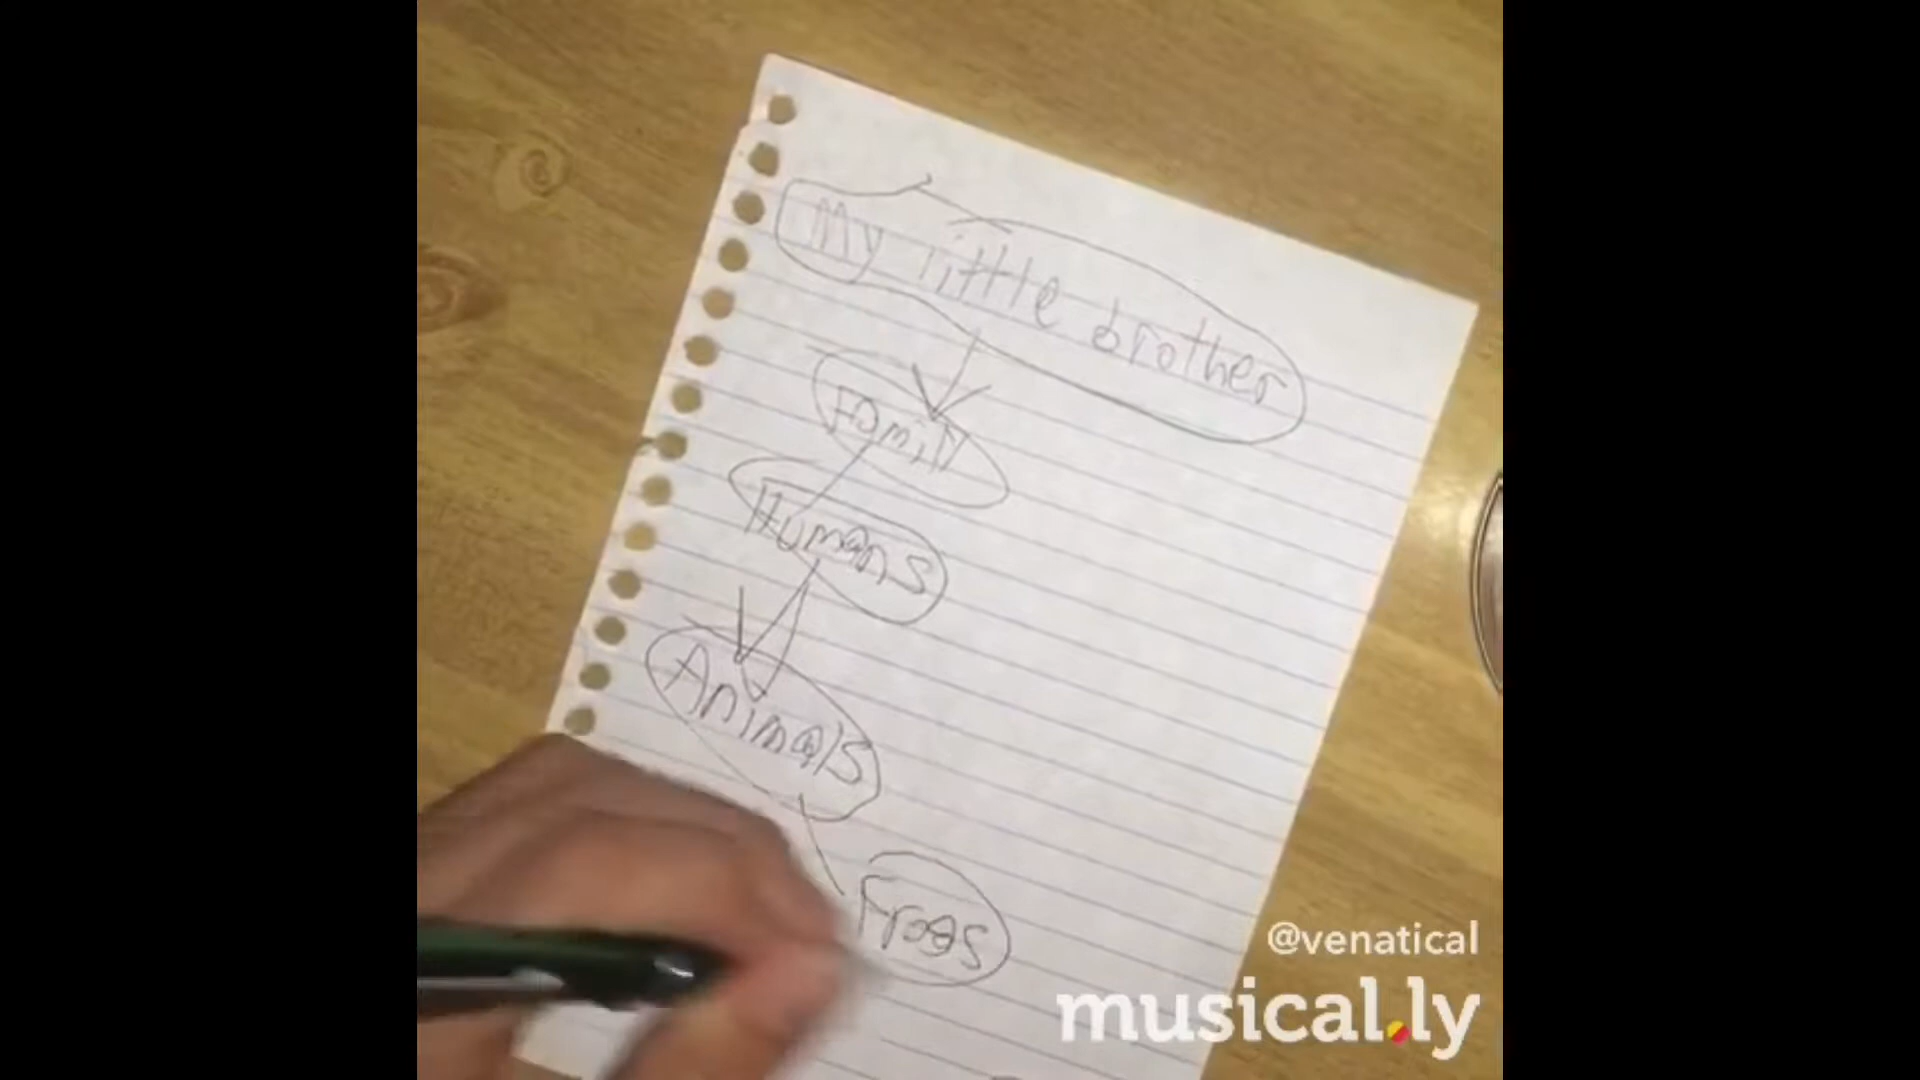 My little brother
Family
Humans
Animals
Frogs
@venatical
musical.ly